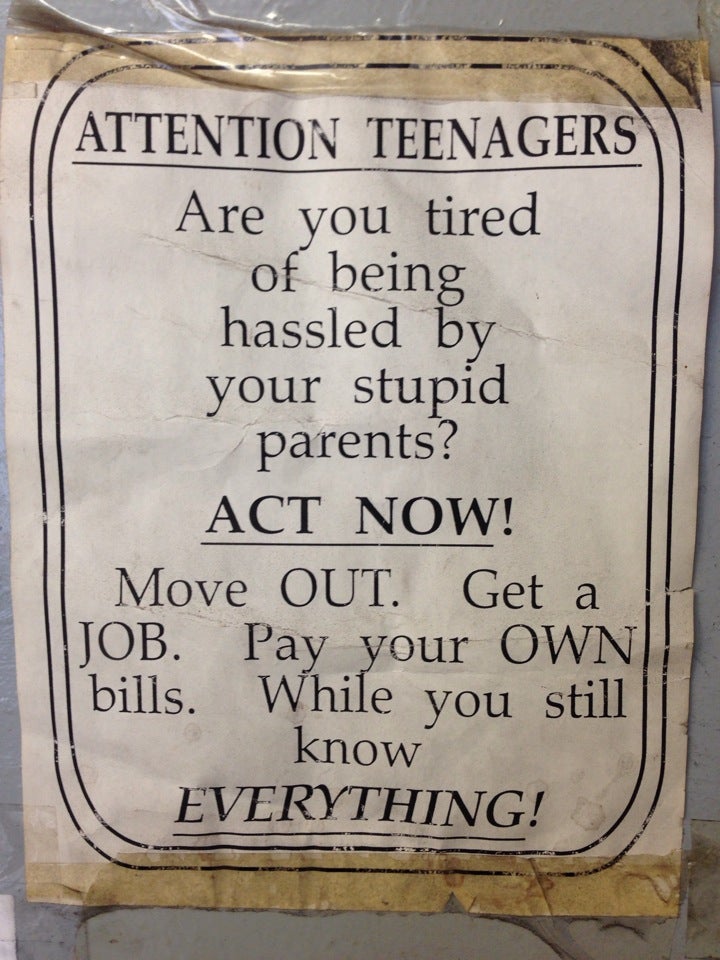 ATTENTION TEENAGERS
Are you tired
of being
hassled by
your stupid
parents?
ACT NOW!
Move OUT. Get a
JOB. Pay your OWN
bills. While you still
know
EVERYTHING!